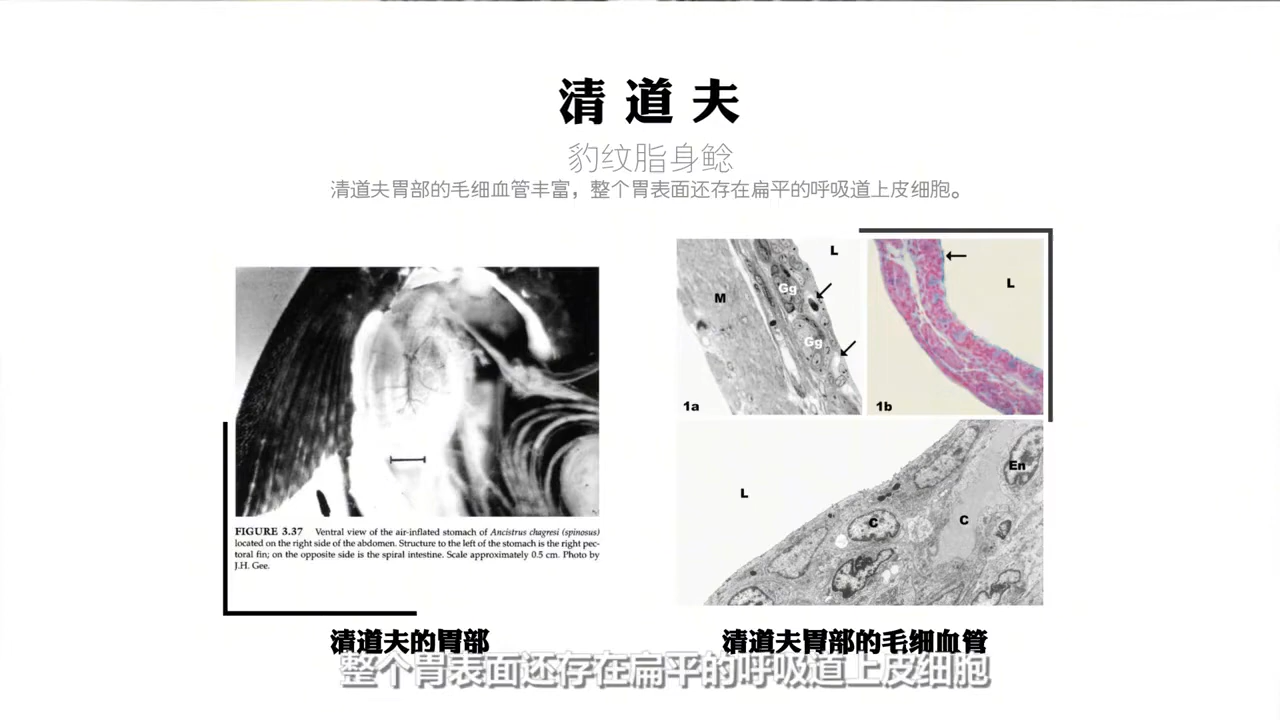 清道夫
豹纹脂身鲶
清道夫胃部的毛细血管丰富，整个胃表面还存在扁平的呼吸道上皮细胞。
FIGURE 3.37 Ventral view of the air-inflated stomach of Ancistrus chagresi (spinosus)
located on the right side of the abdomen. Structure to the left of the stomach is the right pec-
toral fin; on the opposite side is the spiral intestine. Scale approximately 0.5 cm. Photo by
J.H. Gee.
L
M
Gg
Gg
1a
L
1b
L
En
C
C
清道夫的胃部
清道夫胃部的毛细血管
整个胃表面还存在扁平的呼吸道上皮细胞